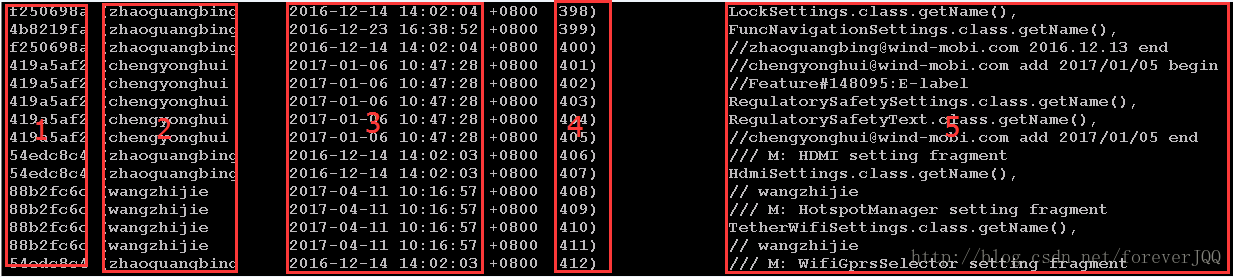 f250698a (zhaoguangbing 2016-12-14 14:02:04 +0800 398) LockSettings.class.getName(),
4b8219fa (zhaoguangbing 2016-12-23 16:38:52 +0800 399) FuncNavigationSettings.class.getName(),
f250698a (zhaoguangbing 2016-12-14 14:02:04 +0800 400) //zhaoguangbing@wind-mobi.com 2016.12.13 end
419a5af2 (chengyonghui 2017-01-06 10:47:28 +0800 401) //chengyonghui@wind-mobi.com add 2017/01/05 begin
419a5af2 (chengyonghui 2017-01-06 10:47:28 +0800 402) //Feature#148095:E-label
419a5af2 (chengyonghui 2017-01-06 10:47:28 +0800 403) RegulatorySafetySettings.class.getName(),
419a5af2 (chengyonghui 2017-01-06 10:47:28 +0800 404) RegulatorySafetyText.class.getName(),
1 2 3 4 5
419a5af2 (chengyonghui 2017-01-06 10:47:28 +0800 405) //chengyonghui@wind-mobi.com add 2017/01/05 end
54edc8c4 (zhaoguangbing 2016-12-14 14:02:03 +0800 406) /// M: HDMI setting fragment
54edc8c4 (zhaoguangbing 2016-12-14 14:02:03 +0800 407) HdmiSettings.class.getName(),
88b2fc6c (wangzhijie 2017-04-11 10:16:57 +0800 408) // wangzhijie
88b2fc6c (wangzhijie 2017-04-11 10:16:57 +0800 409) /// M: HotspotManager setting fragment
88b2fc6c (wangzhijie 2017-04-11 10:16:57 +0800 410) TetherWifiSettings.class.getName(),
88b2fc6c (wangzhijie 2017-04-11 10:16:57 +0800 411) // wangzhijie
54edc8c4 (zhaoguangbing 2016-12-14 14:02:03 +0800 412) /// M: WifiGprsSelector setting fragment
http://blog.csdn.net/foreverJQQ